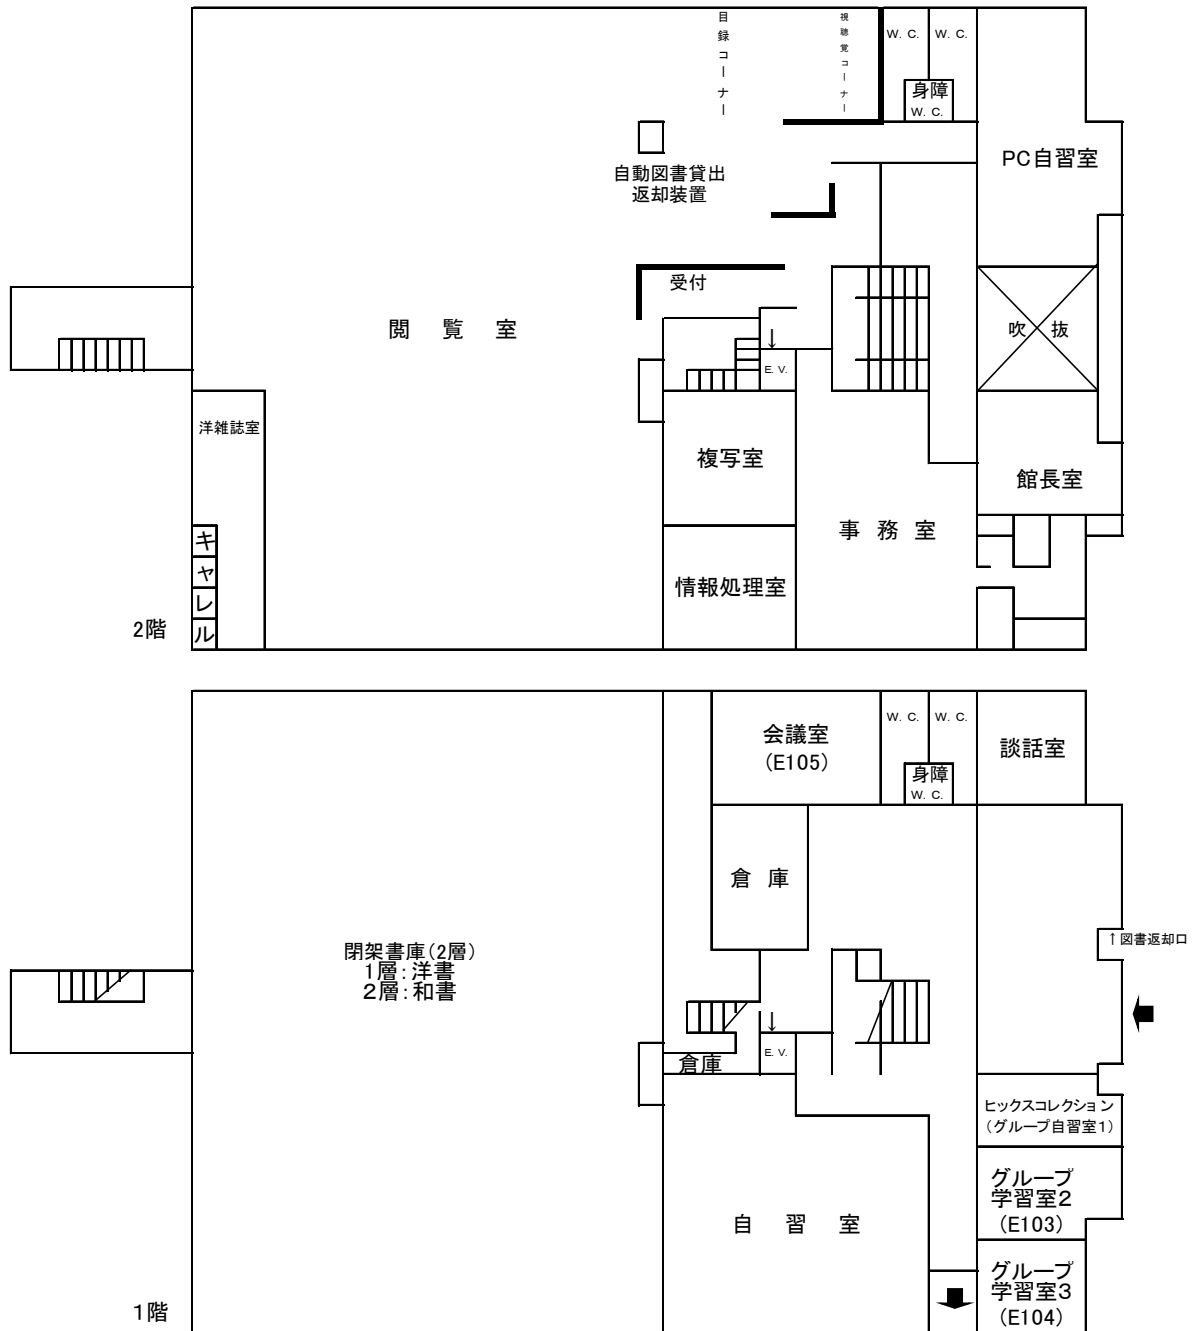 目録コーナー
視聴覚コーナー
W. C.
W. C.
身障
W. C.
PC自習室
自動図書貸出
返却装置
受付
閲 覧 室
吹 抜
↓
E. V.
洋雑誌室
複写室
館長室
事 務 室
キャレル
情報処理室
2階
会議室
(E105)
W. C.
W. C.
身障
W. C.
談話室
倉 庫
閉架書庫(2層)
1層:洋書
2層:和書
↑図書返却口
↓
E. V.
倉庫
ヒックスコレクション
(グループ自習室1)
グループ
学習室2
(E103)
自 習 室
グループ
学習室3
(E104)
1階